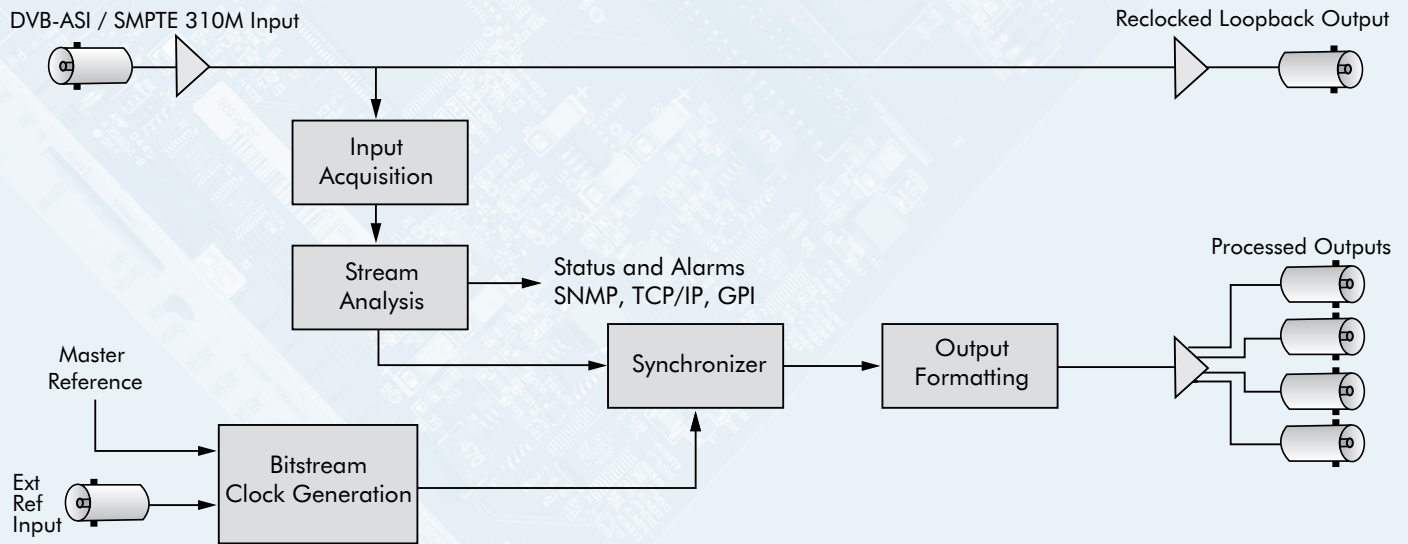 DVB-ASI / SMPTE 310M Input
Reclocked Loopback Output
Input
Acquisition
Stream
Analysis
Status and Alarms
SNMP, TCP/IP, GPI
Processed Outputs
Synchronizer
Output
Formatting
Master
Reference
Bitstream
Clock Generation
Ext
Ref
Input